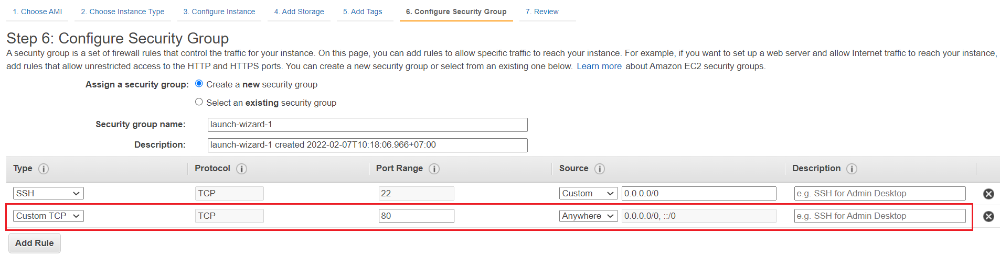 1. Choose AMI 2. Choose Instance Type 3. Configure Instance 4. Add Storage 5. Add Tags 6. Configure Security Group 7. Review
Step 6: Configure Security Group
A security group is a set of firewall rules that control the traffic for your instance. On this page, you can add rules to allow specific traffic to reach your instance. For example, if you want to set up a web server and allow Internet traffic to reach your instance,
add rules that allow unrestricted access to the HTTP and HTTPS ports. You can create a new security group or select from an existing one below. Learn more about Amazon EC2 security groups.
Assign a security group: Create a new security group
Select an existing security group
Security group name: launch-wizard-1
Description: launch-wizard-1 created 2022-02-07T10:18:06.966+07:00
Type i Protocol i Port Range i Source i Description i
SSH TCP 22 Custom 0.0.0.0/0 e.g. SSH for Admin Desktop
Custom TCP TCP 80 Anywhere 0.0.0.0/0, ::/0 e.g. SSH for Admin Desktop
Add Rule